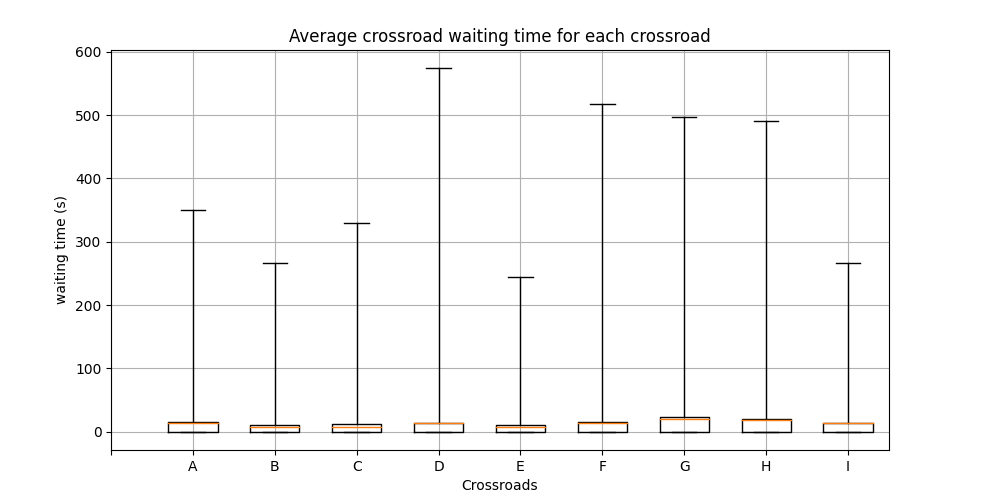 Average crossroad waiting time for each crossroad
600
500
400
300
200
100
0
waiting time (s)
A B C D E F G H I
Crossroads